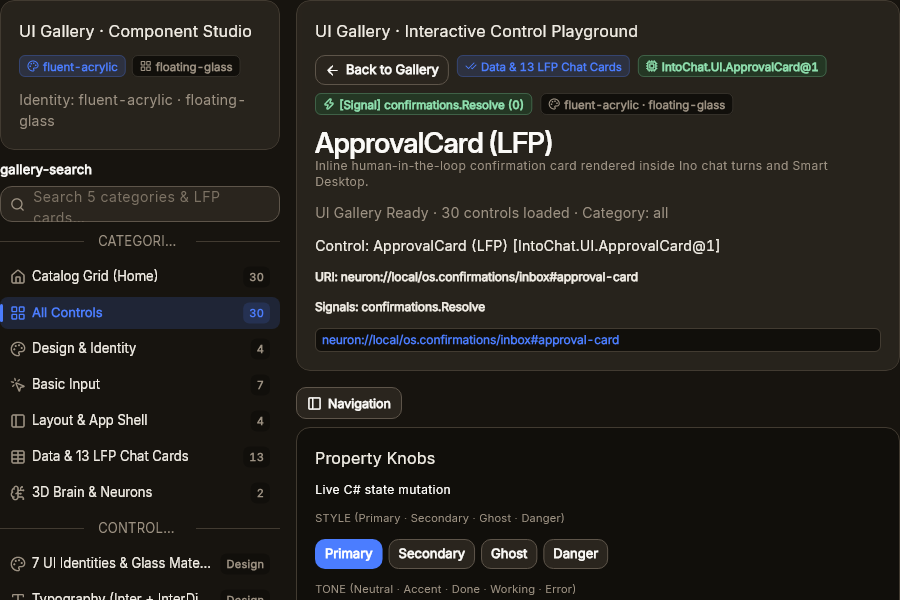 UI Gallery · Component Studio
fluent-acrylic
floating-glass
Identity: fluent-acrylic · floating-
glass
gallery-search
Search 5 categories & LFP
cards...
CATEGORI...
Catalog Grid (Home) 30
All Controls 30
Design & Identity 4
Basic Input 7
Layout & App Shell 4
Data & 13 LFP Chat Cards 13
3D Brain & Neurons 2
CONTROL...
7 UI Identities & Glass Mate... Design
Typography (Inter + InterDi... Design
UI Gallery · Interactive Control Playground
Back to Gallery
Data & 13 LFP Chat Cards
IntoChat.UI.ApprovalCard@1
[Signal] confirmations.Resolve (0)
fluent-acrylic · floating-glass
ApprovalCard (LFP)
Inline human-in-the-loop confirmation card rendered inside Ino chat turns and Smart
Desktop.
UI Gallery Ready · 30 controls loaded · Category: all
Control: ApprovalCard (LFP) [IntoChat.UI.ApprovalCard@1]
URI: neuron://local/os.confirmations/inbox#approval-card
Signals: confirmations.Resolve
neuron://local/os.confirmations/inbox#approval-card
Navigation
Property Knobs
Live C# state mutation
STYLE (Primary · Secondary · Ghost · Danger)
Primary
Secondary
Ghost
Danger
TONE (Neutral · Accent · Done · Working · Error)